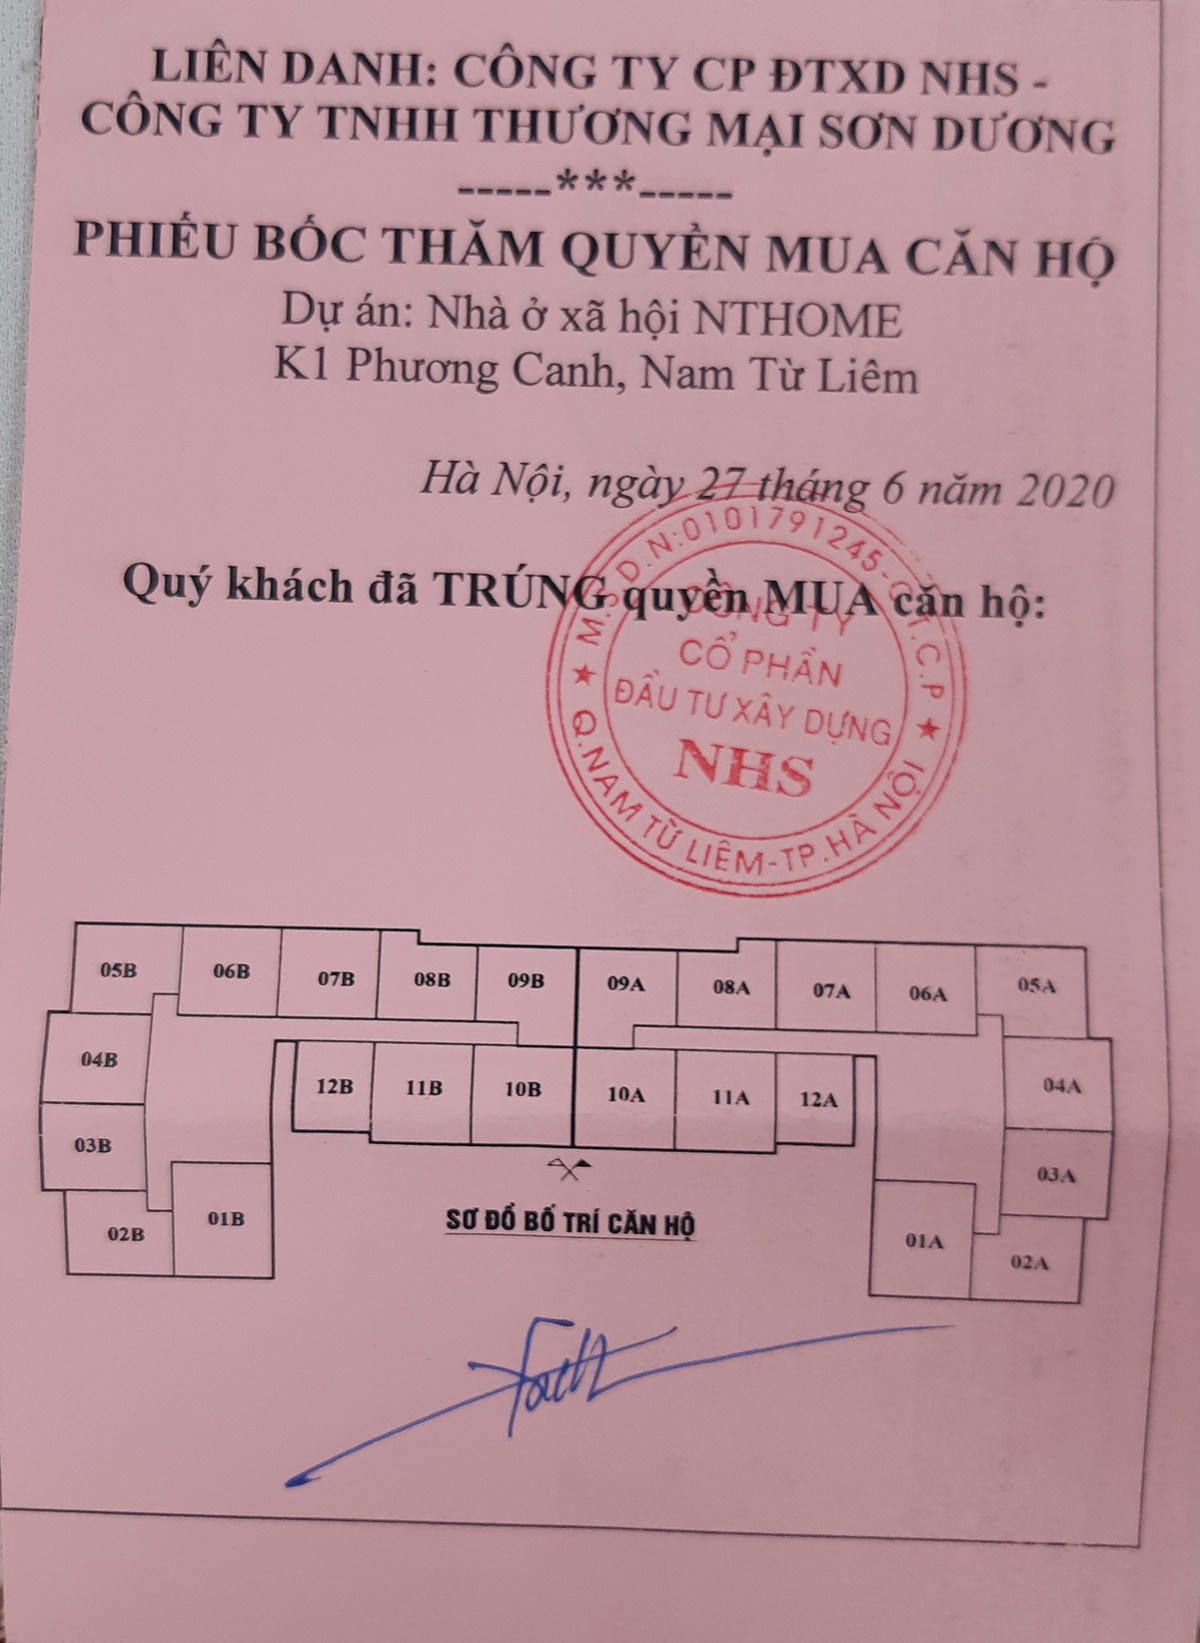 LIÊN DANH: CÔNG TY CP ĐTXD NHS -
CÔNG TY TNHH THƯƠNG MẠI SƠN DƯƠNG
-----***-----
PHIẾU BỐC THĂM QUYỀN MUA CĂN HỘ
Dự án: Nhà ở xã hội NTHOME
K1 Phương Canh, Nam Từ Liêm
Hà Nội, ngày 27 tháng 6 năm 2020
Quý khách đã TRÚNG quyền MUA căn hộ:
M.S.D.N:0101791245-C.T.C.P
CÔNG TY
CỔ PHẦN
ĐẦU TƯ XÂY DỰNG
NHS
Q.NAM TỪ LIÊM-TP.HÀ NỘI
05B 06B 07B 08B 09B 09A 08A 07A 06A 05A
04B 12B 11B 10B 10A 11A 12A 04A
03B 03A
02B 01B 01A 02A
SƠ ĐỒ BỐ TRÍ CĂN HỘ